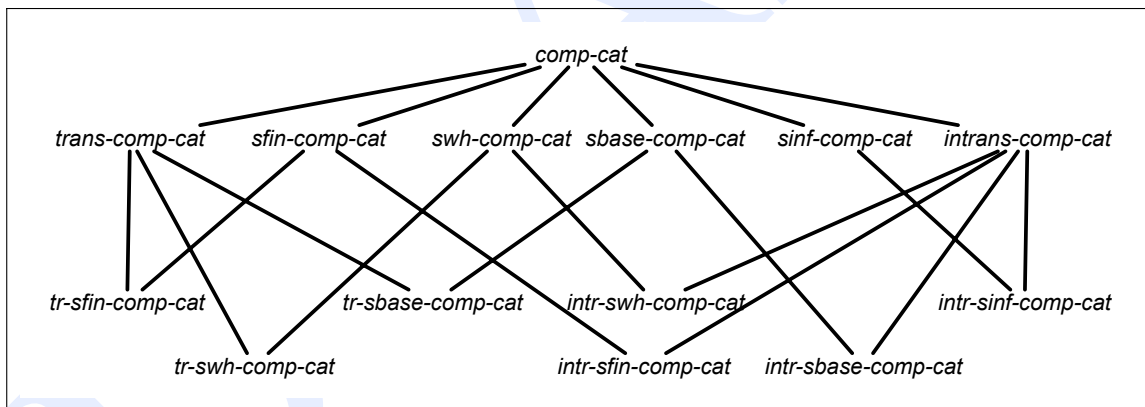 comp-cat
trans-comp-cat sfin-comp-cat swh-comp-cat sbase-comp-cat sinf-comp-cat intrans-comp-cat
tr-sfin-comp-cat tr-sbase-comp-cat intr-swh-comp-cat intr-sinf-comp-cat
tr-swh-comp-cat intr-sfin-comp-cat intr-sbase-comp-cat